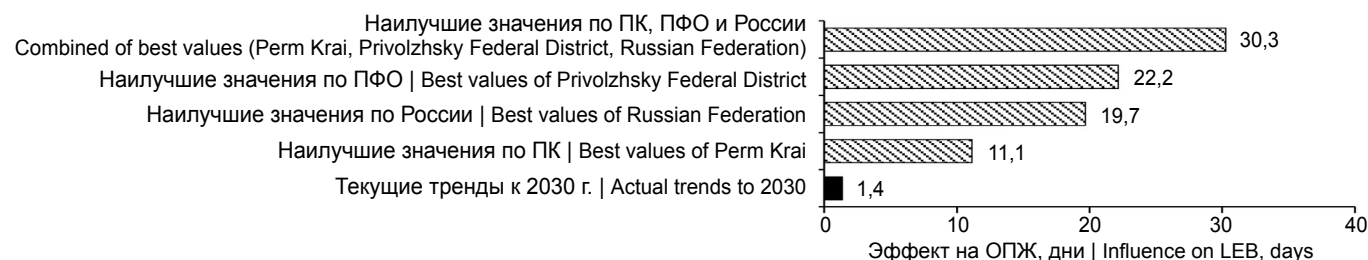 Наилучшие значения по ПК, ПФО и России
Combined of best values (Perm Krai, Privolzhsky Federal District, Russian Federation)
30,3
Наилучшие значения по ПФО | Best values of Privolzhsky Federal District
22,2
Наилучшие значения по России | Best values of Russian Federation
19,7
Наилучшие значения по ПК | Best values of Perm Krai
11,1
Текущие тренды к 2030 г. | Actual trends to 2030
1,4
0 10 20 30 40
Эффект на ОПЖ, дни | Influence on LEB, days